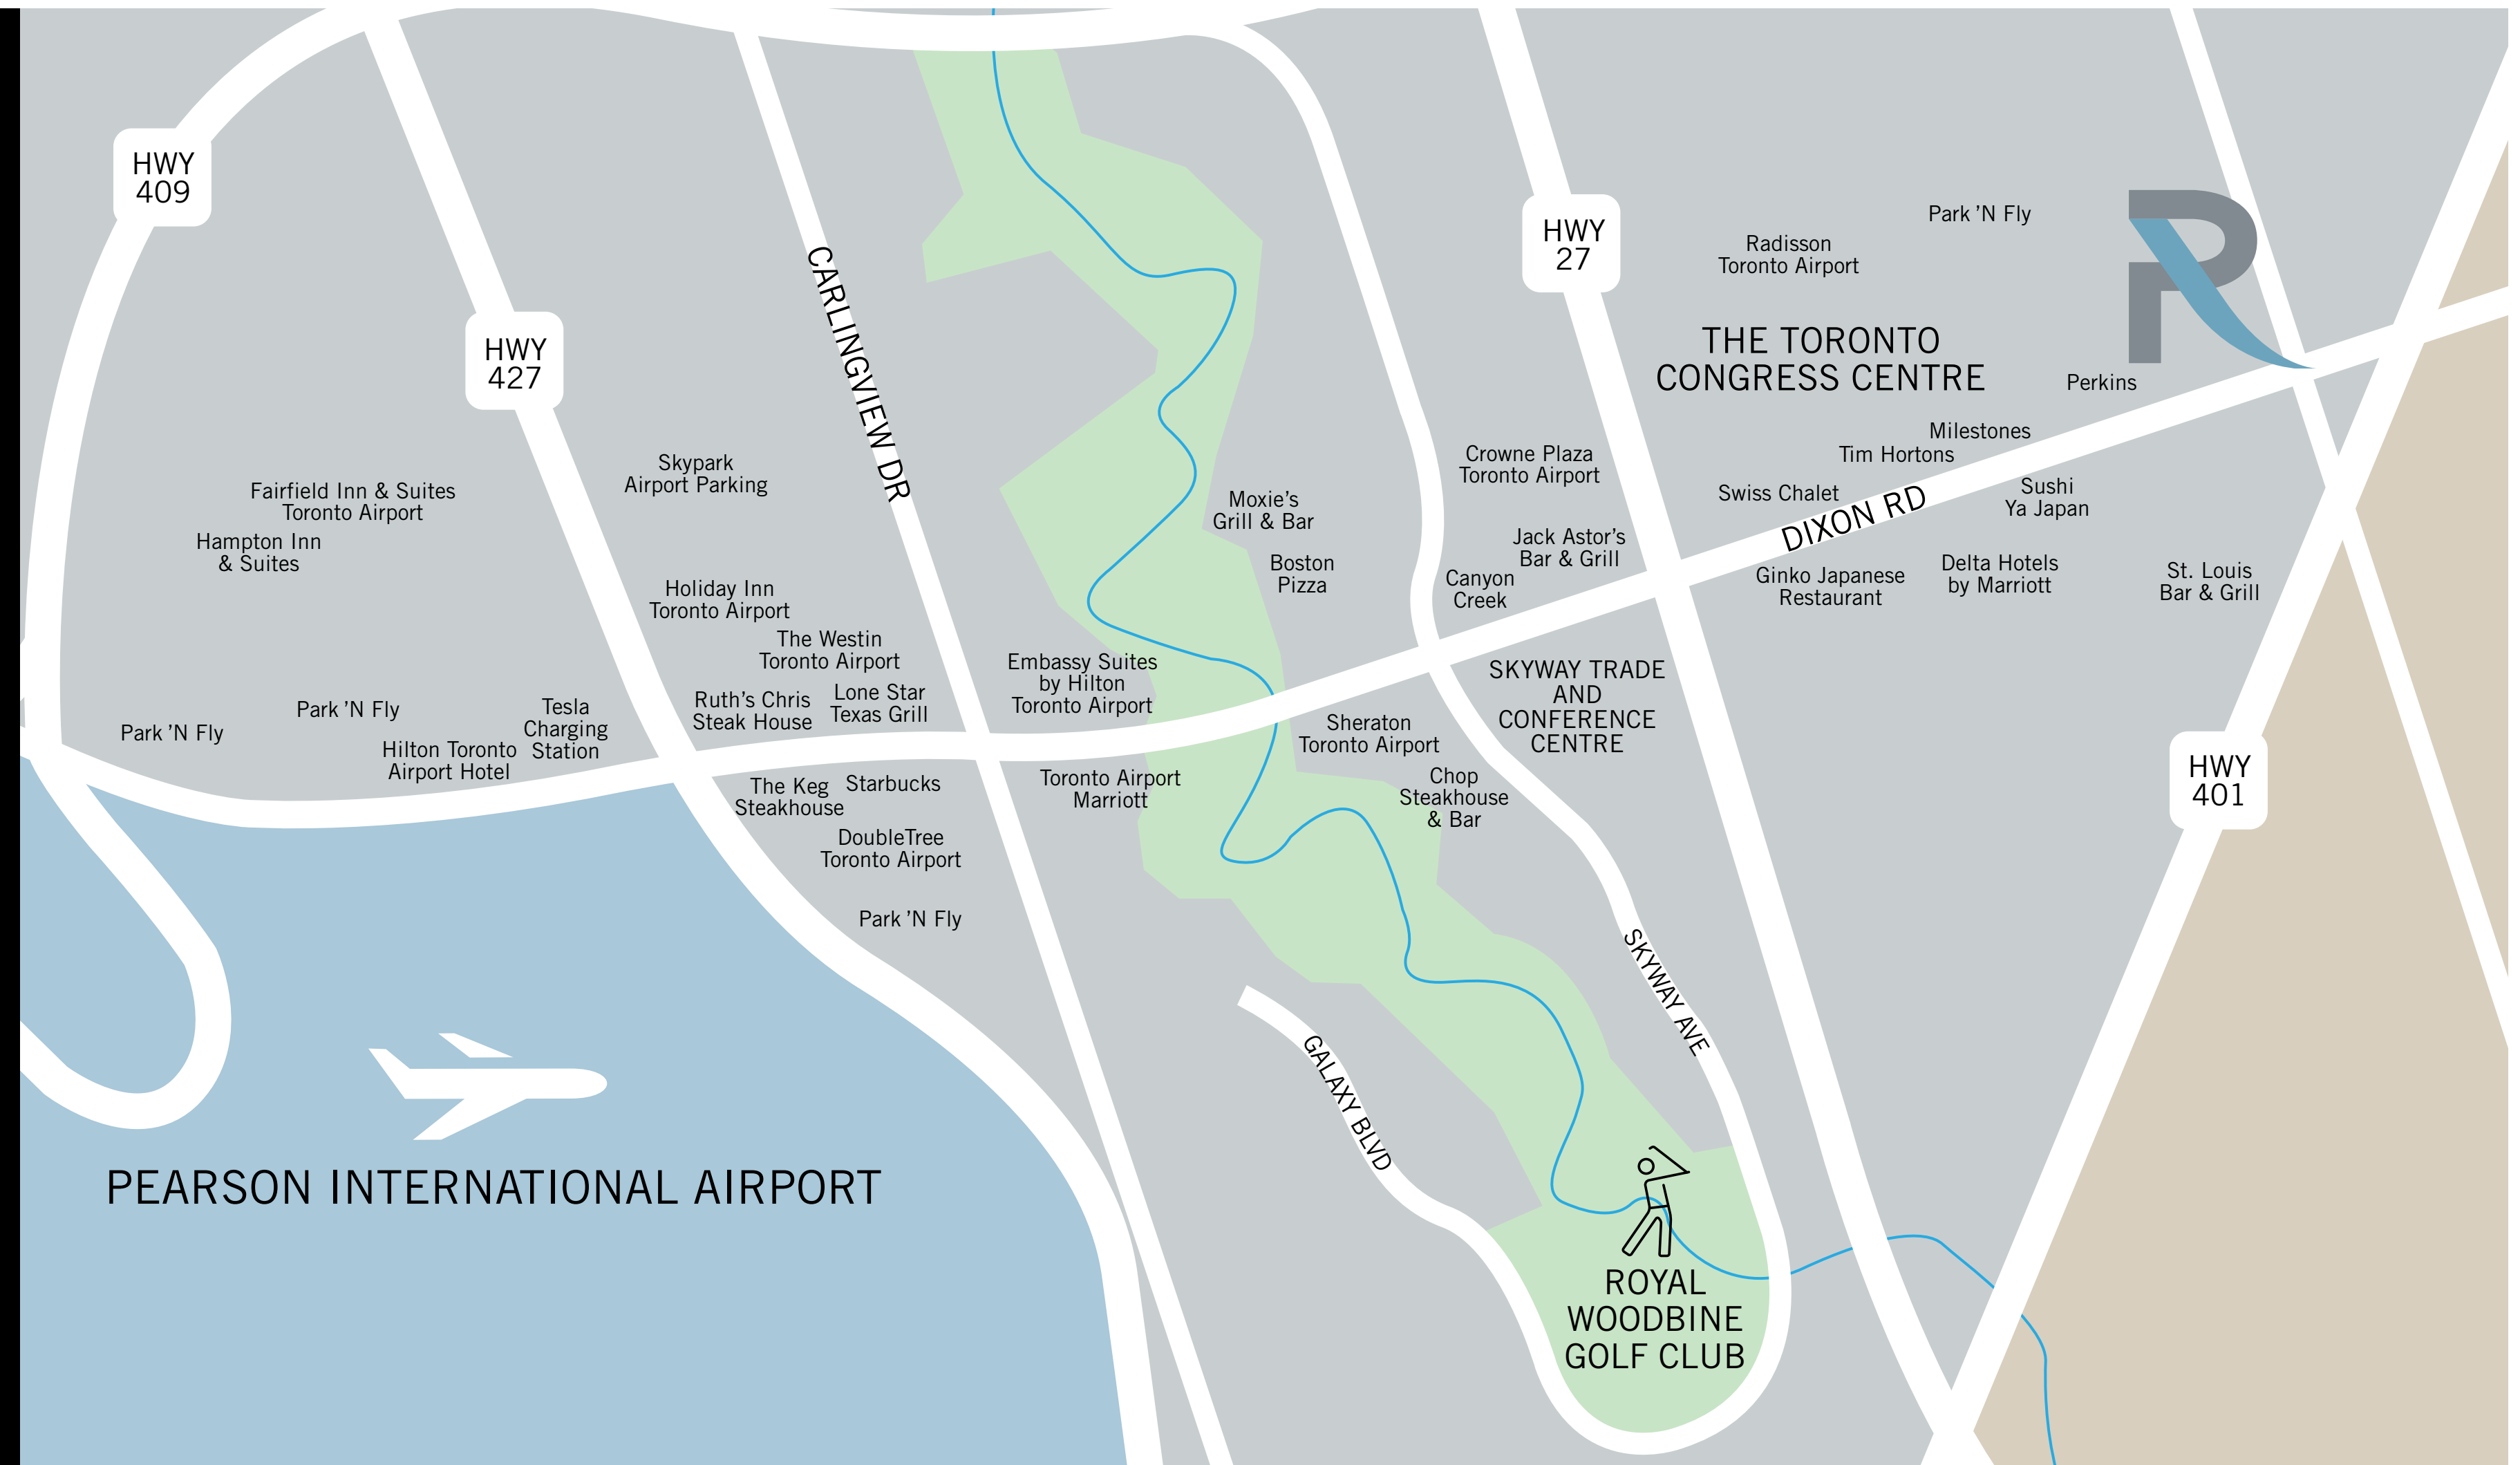 HWY
409
HWY
427
CARLINGVIEW DR
HWY
27
Park ’N Fly
Radisson
Toronto Airport
R
THE TORONTO
CONGRESS CENTRE
Perkins
Milestones
Tim Hortons
Swiss Chalet
DIXON RD
Sushi
Ya Japan
Crowne Plaza
Toronto Airport
Jack Astor’s
Bar & Grill
Canyon
Creek
Ginko Japanese
Restaurant
Delta Hotels
by Marriott
St. Louis
Bar & Grill
Skypark
Airport Parking
Fairfield Inn & Suites
Toronto Airport
Hampton Inn
& Suites
Moxie’s
Grill & Bar
Boston
Pizza
Holiday Inn
Toronto Airport
The Westin
Toronto Airport
Embassy Suites
by Hilton
Toronto Airport
Ruth’s Chris
Steak House
Lone Star
Texas Grill
SKYWAY TRADE
AND
CONFERENCE
CENTRE
Park ’N Fly
Park ’N Fly
Tesla
Charging
Station
Hilton Toronto
Airport Hotel
Sheraton
Toronto Airport
Chop
Steakhouse
& Bar
HWY
401
The Keg
Steakhouse
Starbucks
Toronto Airport
Marriott
DoubleTree
Toronto Airport
Park ’N Fly
SKYWAY AVE
GALAXY BLVD
PEARSON INTERNATIONAL AIRPORT
ROYAL
WOODBINE
GOLF CLUB